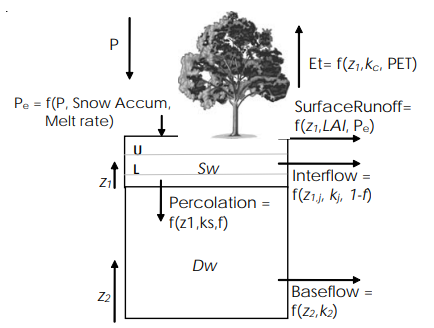 P
Et= f(z1,kc, PET)
Pe = f(P, Snow Accum,
Melt rate)
SurfaceRunoff=
f(z1,LAI, Pe)
U
L
Sw
z1
Interflow =
f(z1,j, kj, 1-f)
Percolation =
f(z1,ks,f)
Dw
z2
Baseflow =
f(z2,k2)